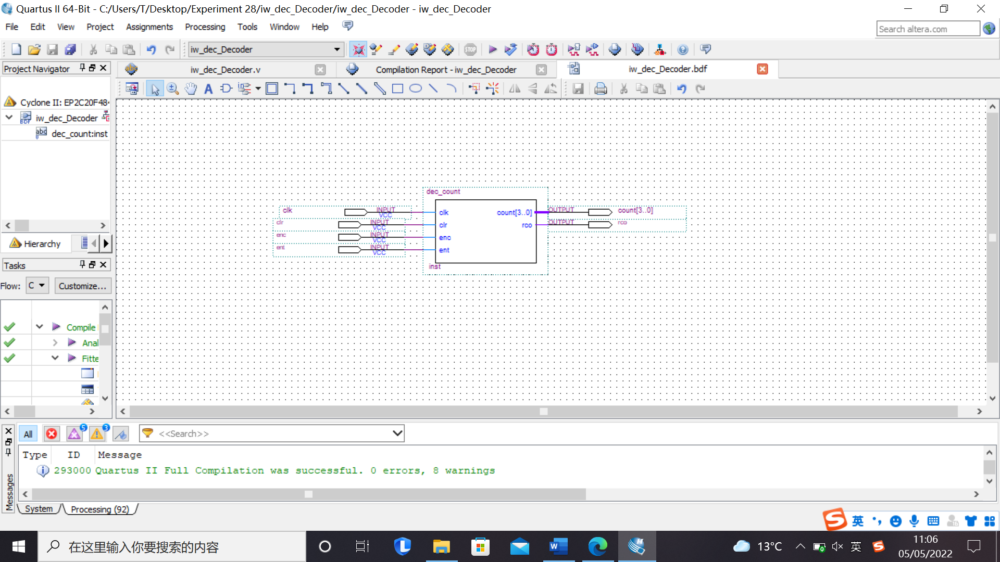 Quartus II 64-Bit - C:/Users/T/Desktop/Experiment 28/iw_dec_Decoder/iw_dec_Decoder - iw_dec_Decoder
File Edit View Project Assignments Processing Tools Window Help
Search altera.com
iw_dec_Decoder
STOP
Project Navigator
iw_dec_Decoder.v
Compilation Report - iw_dec_Decoder
iw_dec_Decoder.bdf
Cyclone II: EP2C20F484
iw_dec_Decoder
dec_count:inst
Hierarchy
Tasks
Flow: C Customize...
Compile
Anal
Fitte
dec_count
clk INPUT VCC clk count[3..0] OUTPUT count[3..0]
clr INPUT VCC clr rco OUTPUT rco
enc INPUT VCC enc
ent INPUT VCC ent
inst
All 5 3 <<Search>>
Type ID Message
293000 Quartus II Full Compilation was successful. 0 errors, 8 warnings
Messages
System Processing (92)
英
在这里输入你要搜索的内容
13°C 英 11:06
05/05/2022